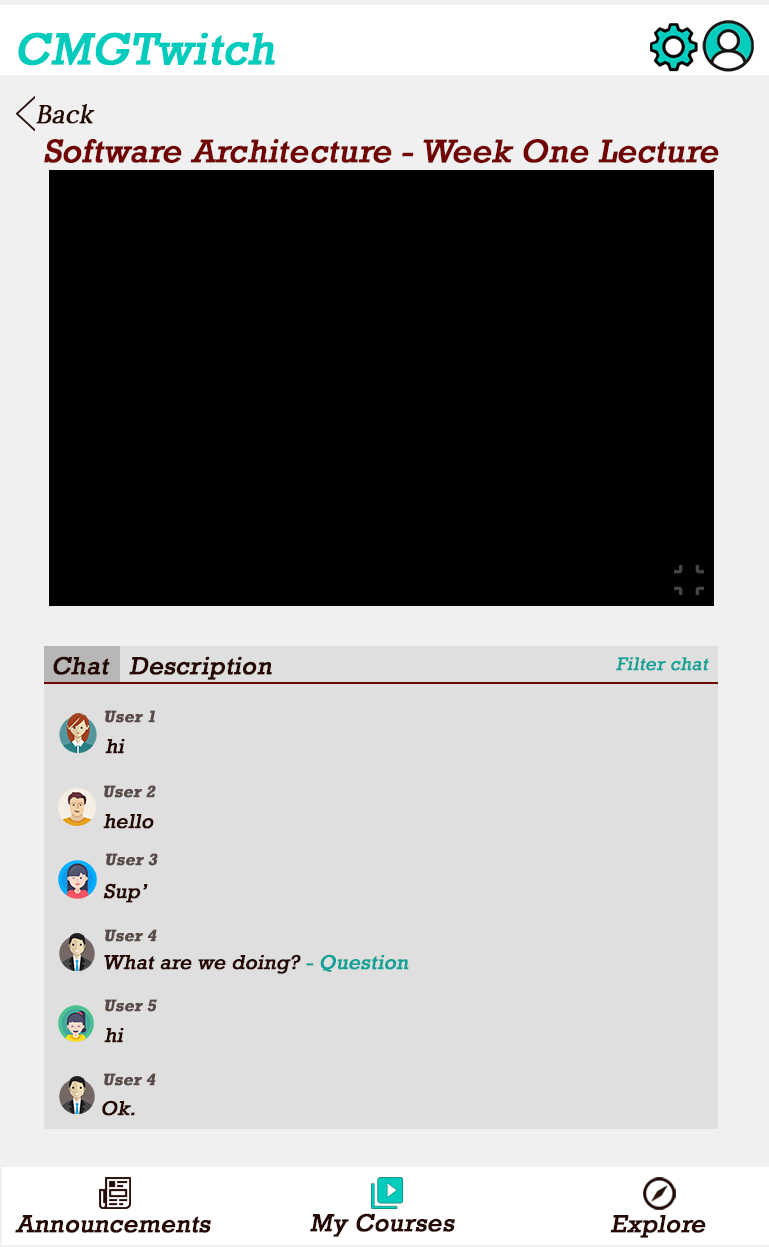 CMGTwitch
Back
Software Architecture - Week One Lecture
Chat Description Filter chat
User 1
hi
User 2
hello
User 3
Sup’
User 4
What are we doing? - Question
User 5
hi
User 4
Ok.
Announcements My Courses Explore